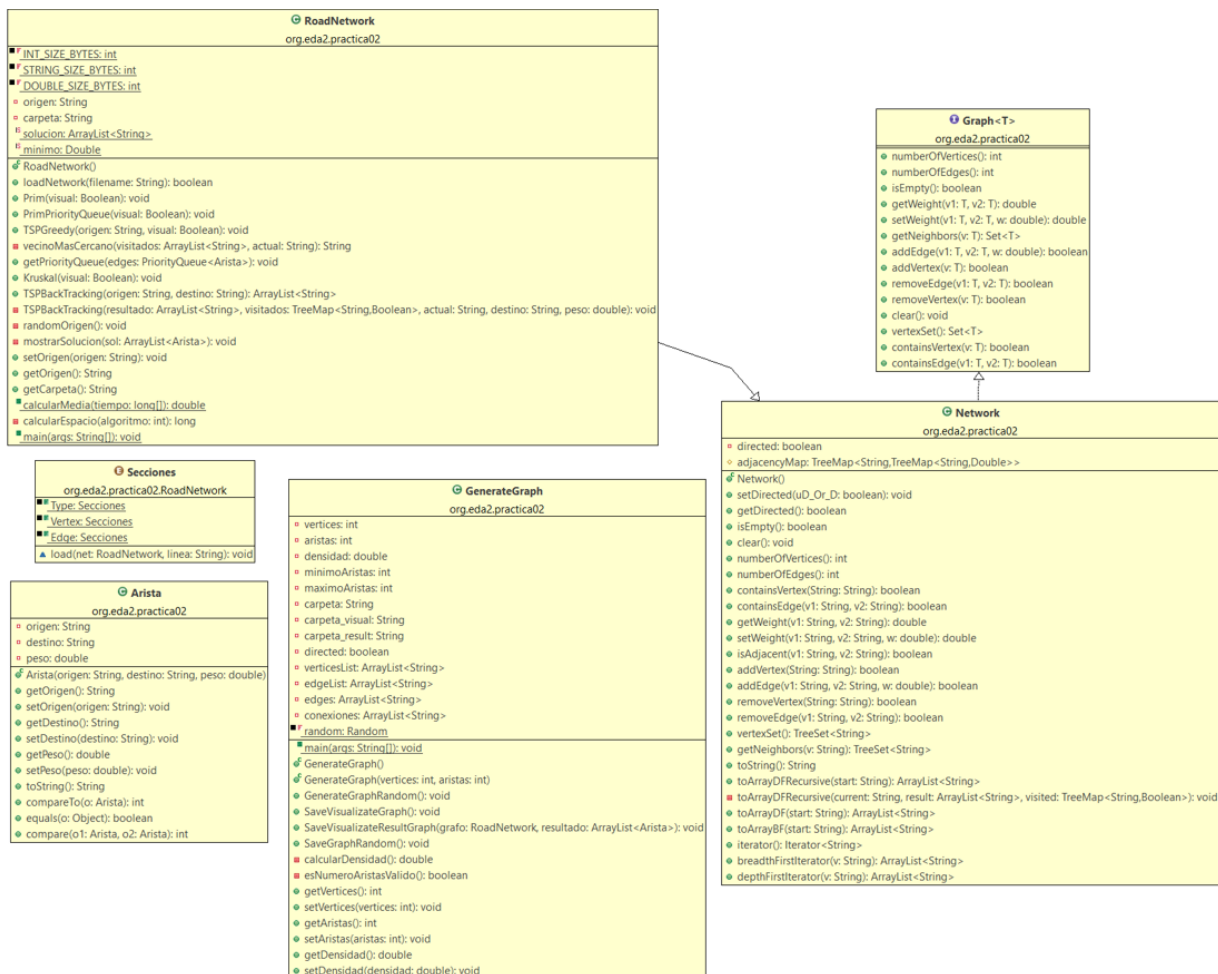 RoadNetwork
org.eda2.practica02
INT_SIZE_BYTES: int
STRING_SIZE_BYTES: int
DOUBLE_SIZE_BYTES: int
origen: String
carpeta: String
solucion: ArrayList<String>
minimo: Double
RoadNetwork()
loadNetwork(filename: String): boolean
Prim(visual: Boolean): void
PrimPriorityQueue(visual: Boolean): void
TSPGreedy(origen: String, visual: Boolean): void
vecinoMasCercano(visitados: ArrayList<String>, actual: String): String
getPriorityQueue(edges: PriorityQueue<Arista>): void
Kruskal(visual: Boolean): void
TSPBackTracking(origen: String, destino: String): ArrayList<String>
TSPBackTracking(resultado: ArrayList<String>, visitados: TreeMap<String,Boolean>, actual: String, destino: String, peso: double): void
randomOrigen(): void
mostrarSolucion(sol: ArrayList<Arista>): void
setOrigen(origen: String): void
getOrigen(): String
getCarpeta(): String
calcularMedia(tiempo: long[]): double
calcularEspacio(algoritmo: int): long
main(args: String[]): void
Graph<T>
org.eda2.practica02
numberOfVertices(): int
numberOfEdges(): int
isEmpty(): boolean
getWeight(v1: T, v2: T): double
setWeight(v1: T, v2: T, w: double): double
getNeighbors(v: T): Set<T>
addEdge(v1: T, v2: T, w: double): boolean
addVertex(v: T): boolean
removeEdge(v1: T, v2: T): boolean
removeVertex(v: T): boolean
clear(): void
vertexSet(): Set<T>
containsVertex(v: T): boolean
containsEdge(v1: T, v2: T): boolean
Secciones
org.eda2.practica02.RoadNetwork
Type: Secciones
Vertex: Secciones
Edge: Secciones
load(net: RoadNetwork, linea: String): void
Arista
org.eda2.practica02
origen: String
destino: String
peso: double
Arista(origen: String, destino: String, peso: double)
getOrigen(): String
setOrigen(origen: String): void
getDestino(): String
setDestino(destino: String): void
getPeso(): double
setPeso(peso: double): void
toString(): String
compareTo(o: Arista): int
equals(o: Object): boolean
compare(o1: Arista, o2: Arista): int
GenerateGraph
org.eda2.practica02
vertices: int
aristas: int
densidad: double
minimoAristas: int
maximoAristas: int
carpeta: String
carpeta_visual: String
carpeta_result: String
directed: boolean
verticesList: ArrayList<String>
edgeList: ArrayList<String>
edges: ArrayList<String>
conexiones: ArrayList<String>
random: Random
main(args: String[]): void
GenerateGraph()
GenerateGraph(vertices: int, aristas: int)
GenerateGraphRandom(): void
SaveVisualizateGraph(): void
SaveVisualizateResultGraph(grafo: RoadNetwork, resultado: ArrayList<Arista>): void
SaveGraphRandom(): void
calcularDensidad(): double
esNumeroAristasValido(): boolean
getVertices(): int
setVertices(vertices: int): void
getAristas(): int
setAristas(aristas: int): void
getDensidad(): double
setDensidad(densidad: double): void
Network
org.eda2.practica02
directed: boolean
adjacencyMap: TreeMap<String,TreeMap<String,Double>>
Network()
setDirected(uD_Or_D: boolean): void
getDirected(): boolean
isEmpty(): boolean
clear(): void
numberOfVertices(): int
numberOfEdges(): int
containsVertex(String: String): boolean
containsEdge(v1: String, v2: String): boolean
getWeight(v1: String, v2: String): double
setWeight(v1: String, v2: String, w: double): double
isAdjacent(v1: String, v2: String): boolean
addVertex(String: String): boolean
addEdge(v1: String, v2: String, w: double): boolean
removeVertex(String: String): boolean
removeEdge(v1: String, v2: String): boolean
vertexSet(): TreeSet<String>
getNeighbors(v: String): TreeSet<String>
toString(): String
toArrayDFRecursive(start: String): ArrayList<String>
toArrayDFRecursive(current: String, result: ArrayList<String>, visited: TreeMap<String,Boolean>): void
toArrayDF(start: String): ArrayList<String>
toArrayBF(start: String): ArrayList<String>
iterator(): Iterator<String>
breadthFirstIterator(v: String): ArrayList<String>
depthFirstIterator(v: String): ArrayList<String>